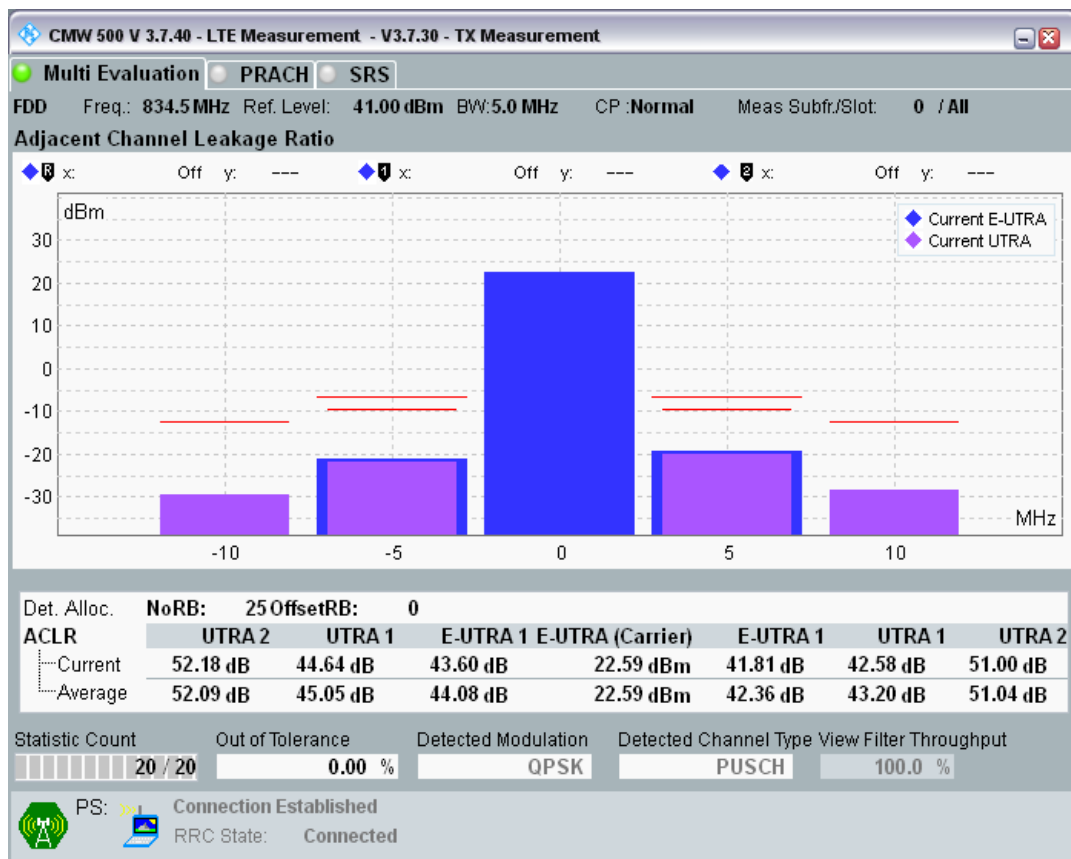 CMW 500 V 3.7.40 - LTE Measurement - V3.7.30 - TX Measurement
Multi Evaluation PRACH SRS
FDD Freq.: 834.5 MHz Ref. Level: 41.00 dBm BW:5.0 MHz CP :Normal Meas Subfr./Slot: 0 / All
Adjacent Channel Leakage Ratio
R x: Off y: --- 1 x: Off y: --- 2 x: Off y: ---
dBm
Current E-UTRA
Current UTRA
30
20
10
0
-10
-20
-30
MHz
-10 -5 0 5 10
Det. Alloc. NoRB: 25 OffsetRB: 0
ACLR UTRA 2 UTRA 1 E-UTRA 1 E-UTRA (Carrier) E-UTRA 1 UTRA 1 UTRA 2
Current 52.18 dB 44.64 dB 43.60 dB 22.59 dBm 41.81 dB 42.58 dB 51.00 dB
Average 52.09 dB 45.05 dB 44.08 dB 22.59 dBm 42.36 dB 43.20 dB 51.04 dB
Statistic Count Out of Tolerance Detected Modulation Detected Channel Type View Filter Throughput
20 / 20 0.00 % QPSK PUSCH 100.0 %
PS: Connection Established
RRC State: Connected